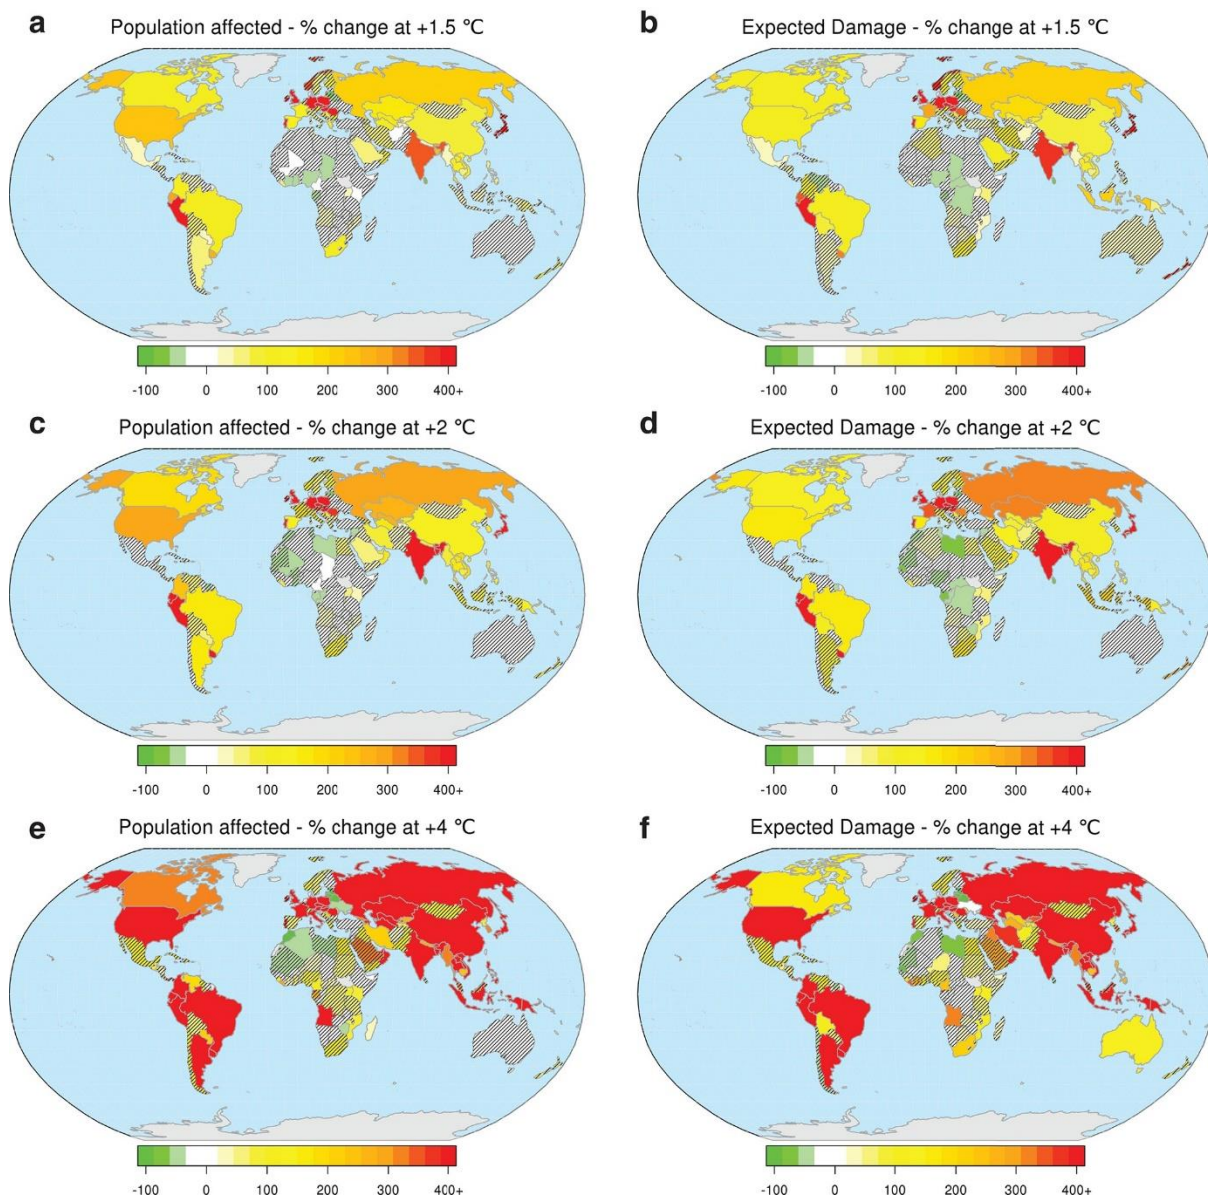 a Population affected - % change at +1.5 °C
b Expected Damage - % change at +1.5 °C
-100 0 100 200 300 400+
-100 0 100 200 300 400+
c Population affected - % change at +2 °C
d Expected Damage - % change at +2 °C
-100 0 100 200 300 400+
-100 0 100 200 300 400+
e Population affected - % change at +4 °C
f Expected Damage - % change at +4 °C
-100 0 100 200 300 400+
-100 0 100 200 300 400+